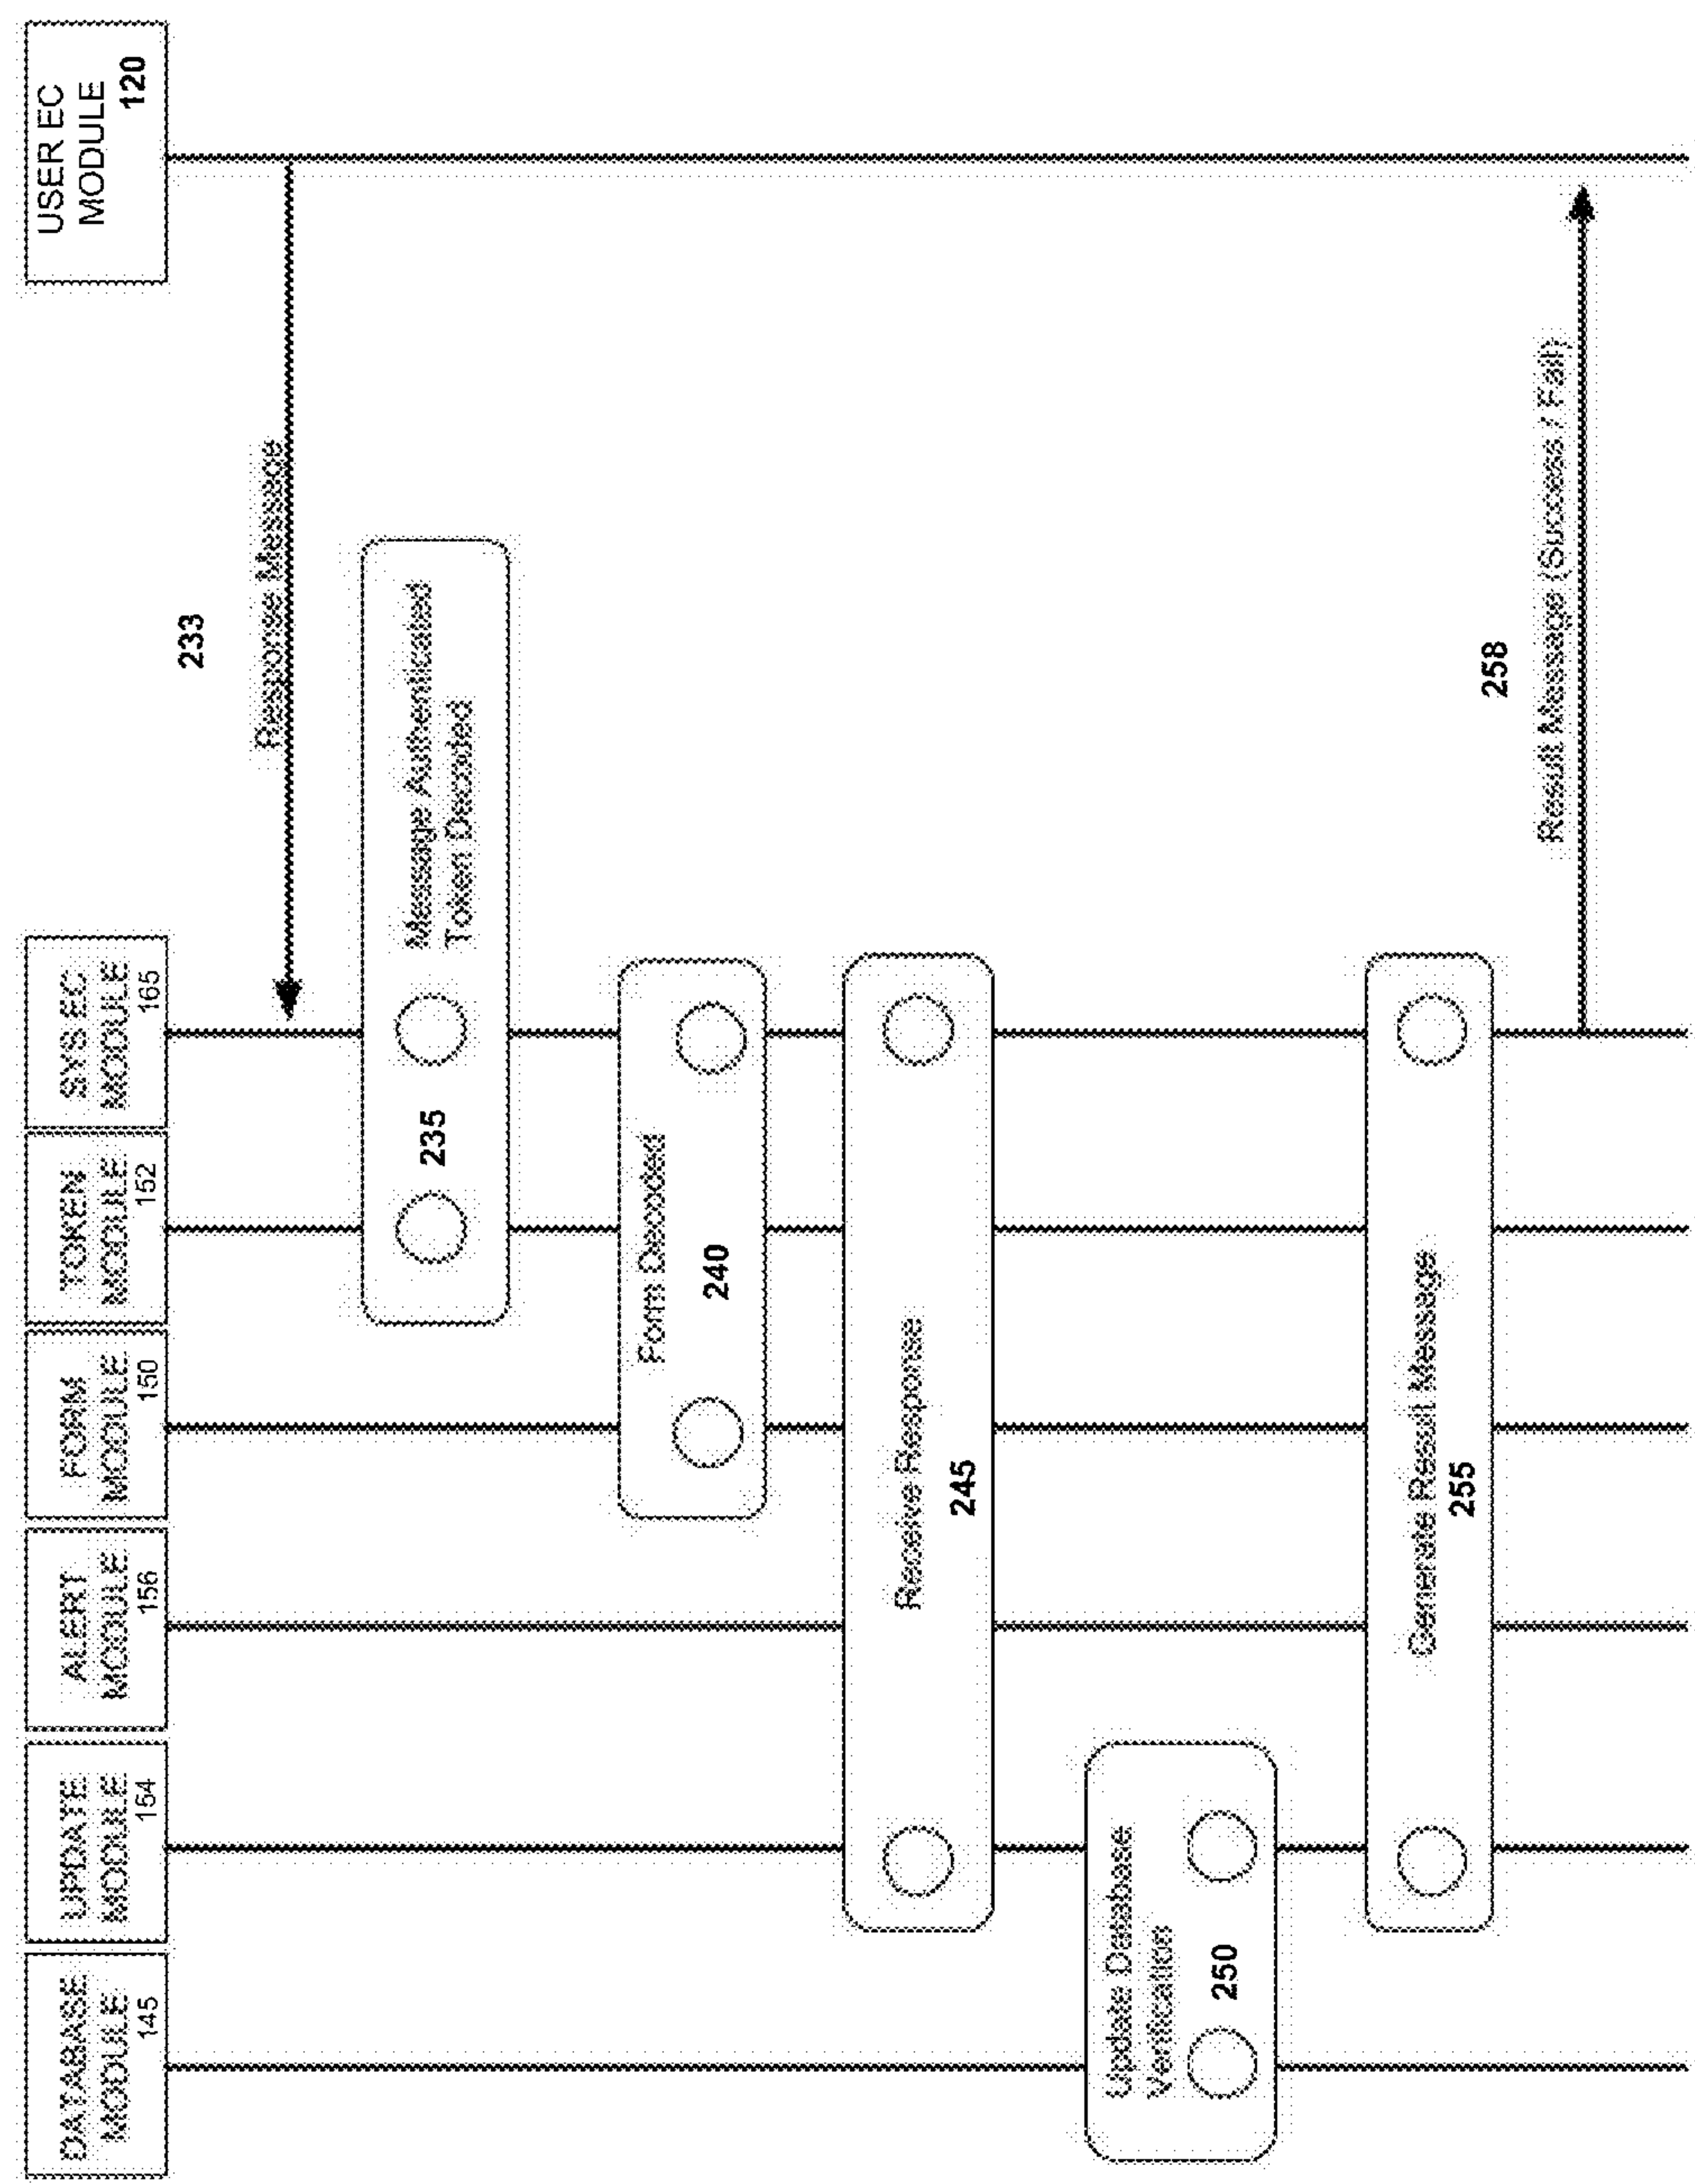 DATABASE
MODULE
145
UPDATE
MODULE
154
ALERT
MODULE
156
FORM
MODULE
150
TOKEN
MODULE
152
SYS EC
MODULE
165
USER EC
MODULE
120
233
Response Message
Message Authenticated
Token Decoded
235
Form Decoded
240
Receive Response
245
Update Database
Verification
250
Generate Result Message
255
258
Result Message (Success / Fail)